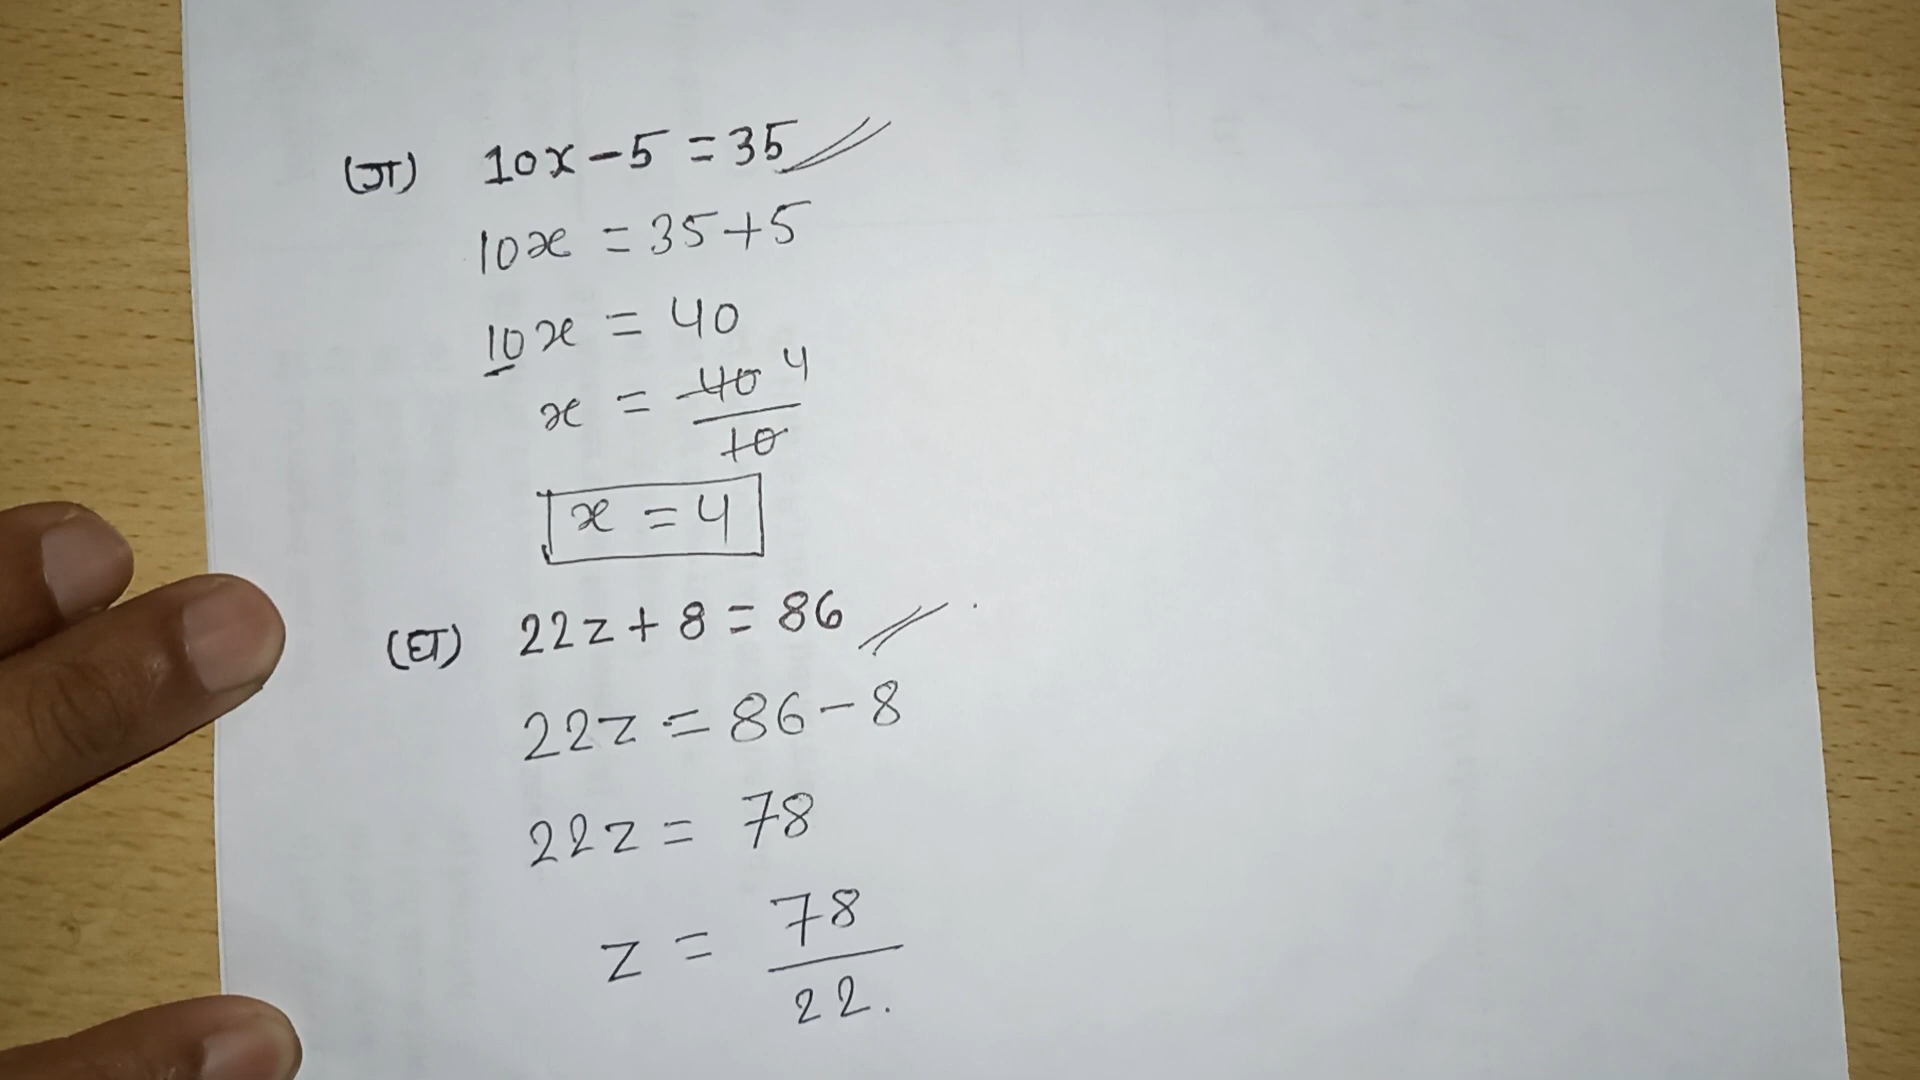 (ज) 10x-5=35
10x = 35+5
10x = 40
x = 40 4
10
x = 4
(घ) 22z+8=86
22z = 86-8
22z = 78
z = 78
22.